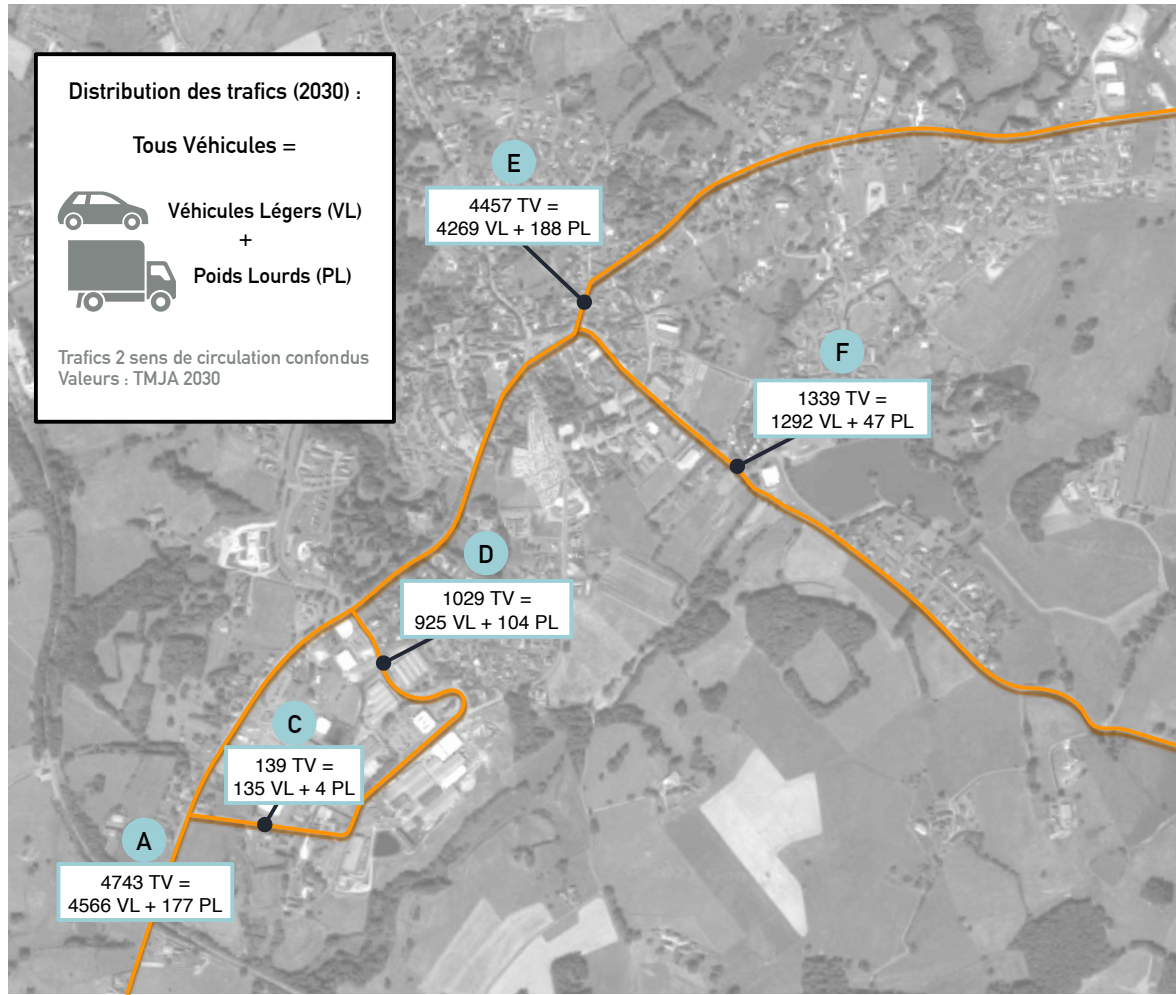 Distribution des trafics (2030) :
Tous Véhicules =
Véhicules Légers (VL)
+
Poids Lourds (PL)
Trafics 2 sens de circulation confondus
Valeurs : TMJA 2030
E
4457 TV =
4269 VL + 188 PL
F
1339 TV =
1292 VL + 47 PL
D
1029 TV =
925 VL + 104 PL
C
139 TV =
135 VL + 4 PL
A
4743 TV =
4566 VL + 177 PL